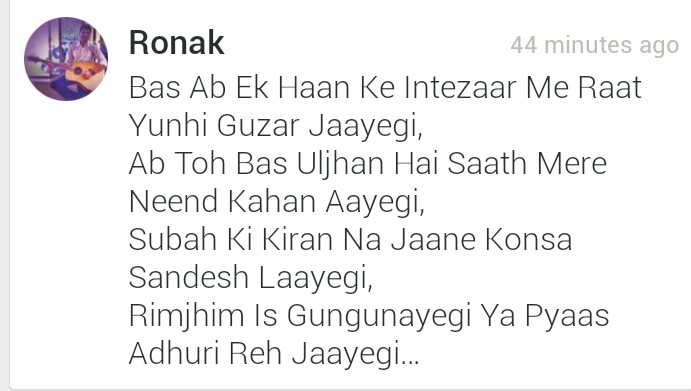 Ronak
44 minutes ago
Bas Ab Ek Haan Ke Intezaar Me Raat
Yunhi Guzar Jaayegi,
Ab Toh Bas Uljhan Hai Saath Mere
Neend Kahan Aayegi,
Subah Ki Kiran Na Jaane Konsa
Sandesh Laayegi,
Rimjhim Is Gungunayegi Ya Pyaas
Adhuri Reh Jaayegi...